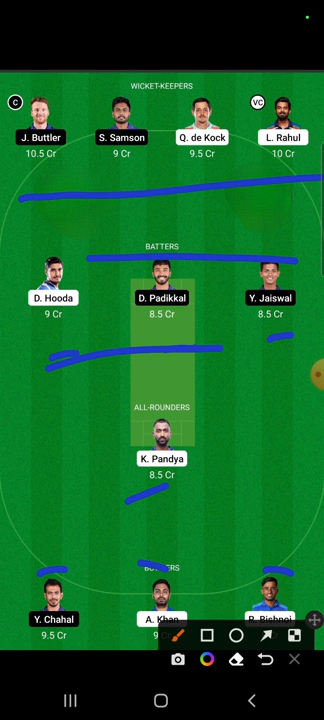 WICKET-KEEPERS
C
VC
J. Buttler S. Samson Q. de Kock L. Rahul
10.5 Cr 9 Cr 9.5 Cr 10 Cr
BATTERS
D. Hooda D. Padikkal Y. Jaiswal
9 Cr 8.5 Cr 8.5 Cr
ALL-ROUNDERS
K. Pandya
8.5 Cr
Y. Chahal A. Khan R. Bishnoi
9.5 Cr 9